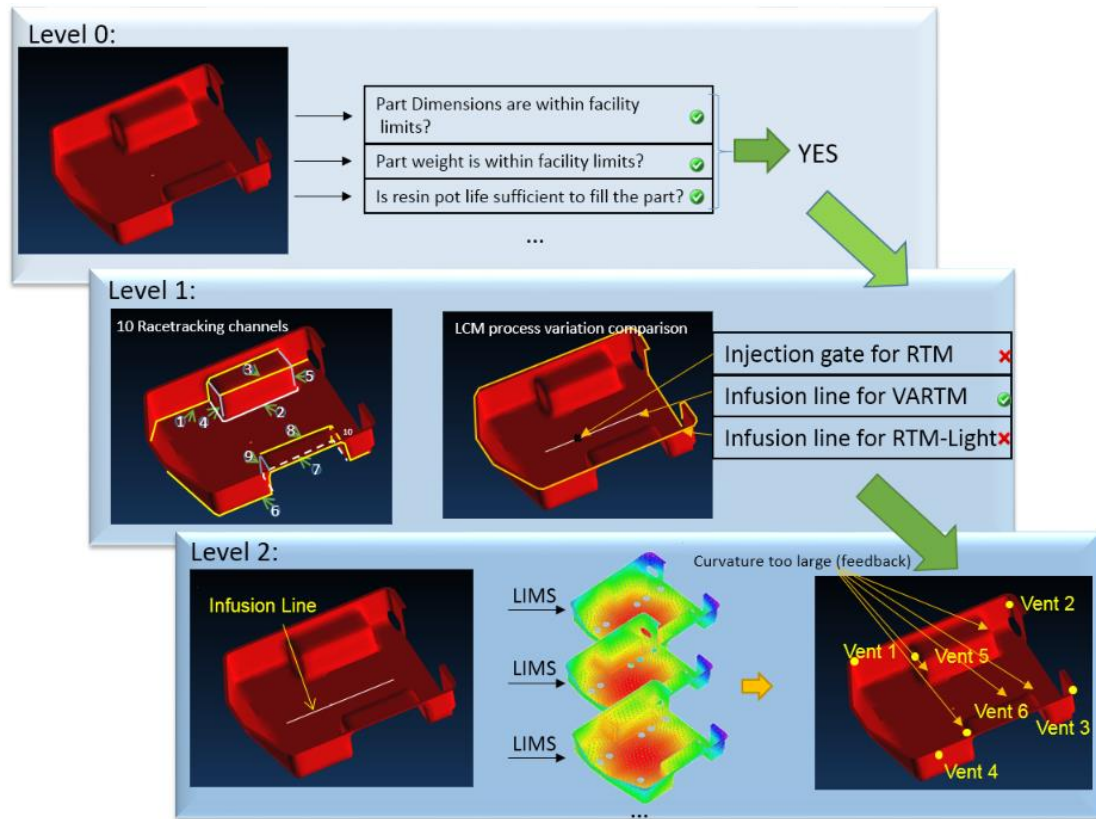 Level 0:
Part Dimensions are within facility
limits?
Part weight is within facility limits?
Is resin pot life sufficient to fill the part?
YES
...
Level 1:
10 Racetracking channels
3
5
1
4
2
8
10
9
7
6
LCM process variation comparison
Injection gate for RTM
Infusion line for VARTM
Infusion line for RTM-Light
Level 2:
Infusion Line
LIMS
LIMS
LIMS
...
Curvature too large (feedback)
Vent 2
Vent 1
Vent 5
Vent 6
Vent 3
Vent 4